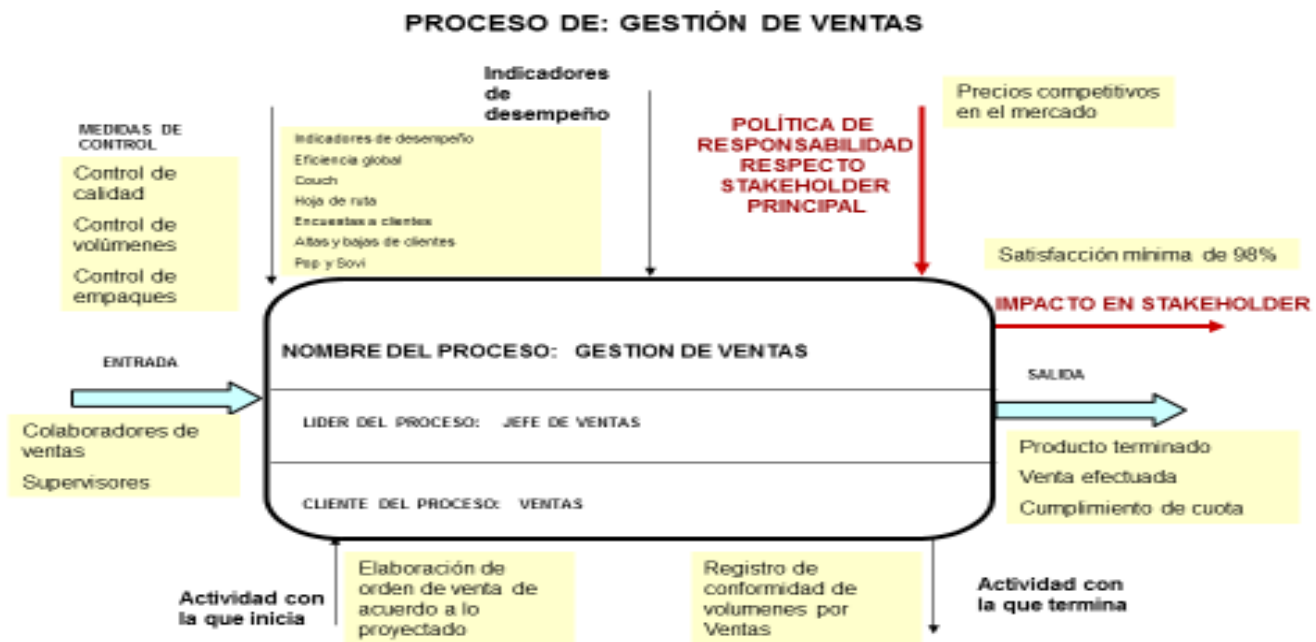 PROCESO DE: GESTIÓN DE VENTAS
Indicadores
de
desempeño
MEDIDAS DE
CONTROL
Control de
calidad
Control de
volúmenes
Control de
empaques
Indicadores de desempeño
Eficiencia global
Couch
Hoja de ruta
Encuestas a clientes
Altas y bajas de clientes
Pop y Sovi
POLÍTICA DE
RESPONSABILIDAD
RESPECTO
STAKEHOLDER
PRINCIPAL
Precios competitivos
en el mercado
Satisfacción mínima de 98%
IMPACTO EN STAKEHOLDER
ENTRADA
Colaboradores de
ventas
Supervisores
NOMBRE DEL PROCESO: GESTION DE VENTAS
LIDER DEL PROCESO: JEFE DE VENTAS
CLIENTE DEL PROCESO: VENTAS
SALIDA
Producto terminado
Venta efectuada
Cumplimiento de cuota
Actividad con
la que inicia
Elaboración de
orden de venta de
acuerdo a lo
proyectado
Registro de
conformidad de
volumenes por
Ventas
Actividad con
la que termina